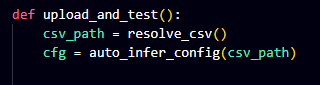 def upload_and_test():
    csv_path = resolve_csv()
    cfg = auto_infer_config(csv_path)